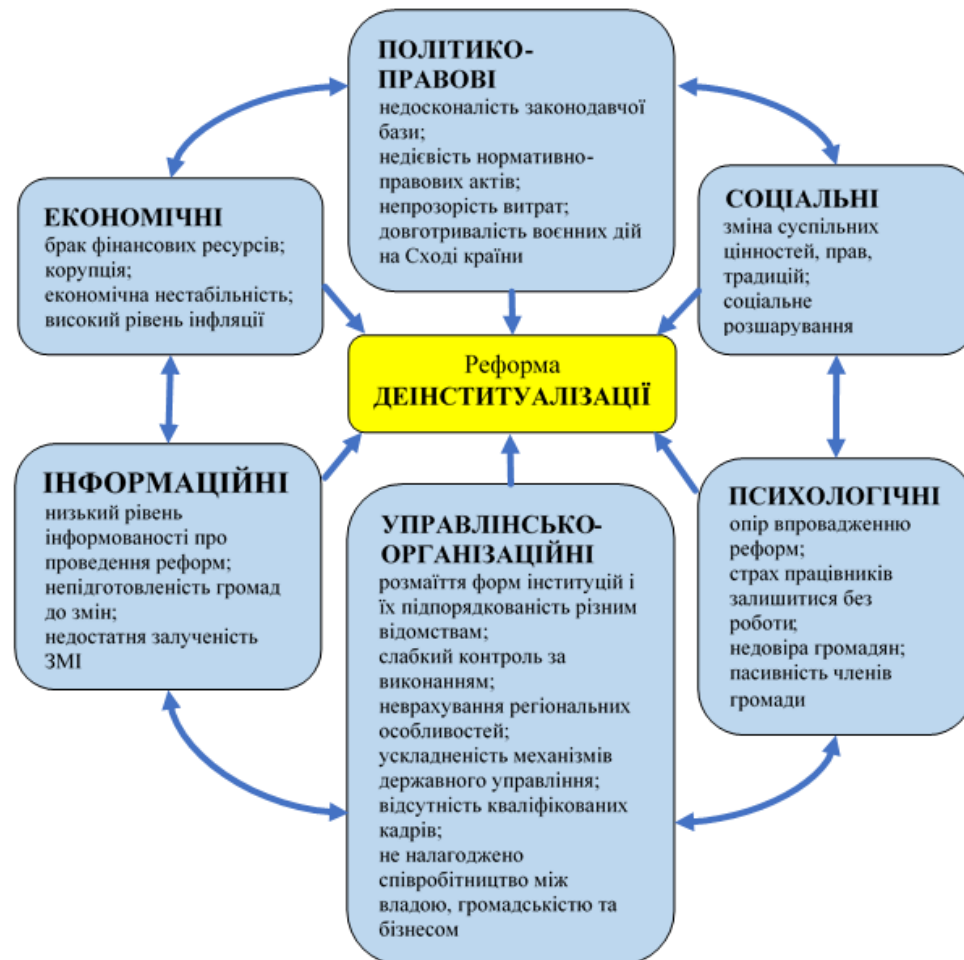 ПОЛІТИКО-
ПРАВОВІ
недосконалість законодавчої
бази;
недієвість нормативно-
правових актів;
непрозорість витрат;
довготривалість воєнних дій
на Сході країни
ЕКОНОМІЧНІ
брак фінансових ресурсів;
корупція;
економічна нестабільність;
високий рівень інфляції
СОЦІАЛЬНІ
зміна суспільних
цінностей, прав,
традицій;
соціальне
розшарування
Реформа
ДЕІНСТИТУАЛІЗАЦІЇ
ІНФОРМАЦІЙНІ
низький рівень
інформованості про
проведення реформ;
непідготовленість громад
до змін;
недостатня залученість
ЗМІ
УПРАВЛІНСЬКО-
ОРГАНІЗАЦІЙНІ
розмаїття форм інституцій і
їх підпорядкованість різним
відомствам;
слабкий контроль за
виконанням;
неврахування регіональних
особливостей;
ускладненість механізмів
державного управління;
відсутність кваліфікованих
кадрів;
не налагоджено
співробітництво між
владою, громадськістю та
бізнесом
ПСИХОЛОГІЧНІ
опір впровадженню
реформ;
страх працівників
залишитися без
роботи;
недовіра громадян;
пасивність членів
громади